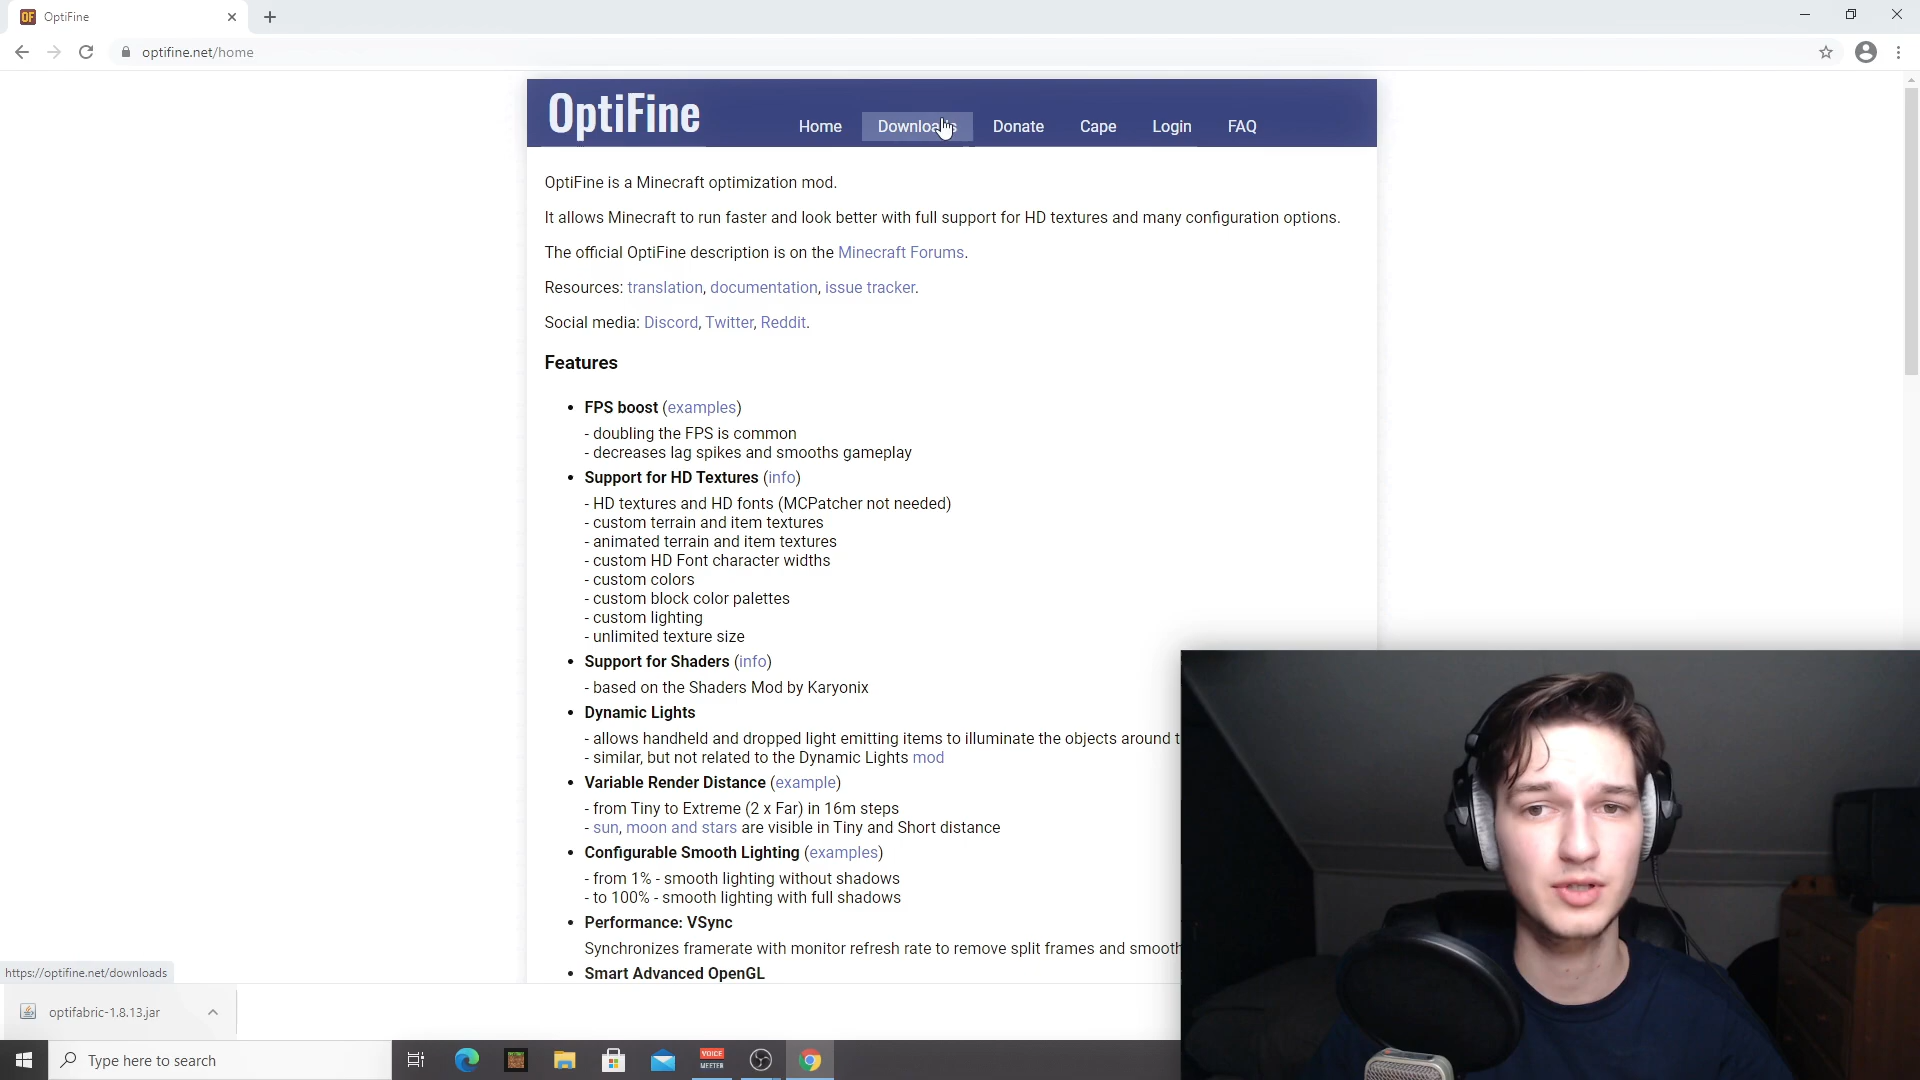 OptiFine
optifine.net/home
OptiFine
Home Downloads Donate Cape Login FAQ
OptiFine is a Minecraft optimization mod.
It allows Minecraft to run faster and look better with full support for HD textures and many configuration options.
The official OptiFine description is on the Minecraft Forums.
Resources: translation, documentation, issue tracker.
Social media: Discord, Twitter, Reddit.
Features
• FPS boost (examples)
- doubling the FPS is common
- decreases lag spikes and smooths gameplay
• Support for HD Textures (info)
- HD textures and HD fonts (MCPatcher not needed)
- custom terrain and item textures
- animated terrain and item textures
- custom HD Font character widths
- custom colors
- custom block color palettes
- custom lighting
- unlimited texture size
• Support for Shaders (info)
- based on the Shaders Mod by Karyonix
• Dynamic Lights
- allows handheld and dropped light emitting items to illuminate the objects around
- similar, but not related to the Dynamic Lights mod
• Variable Render Distance (example)
- from Tiny to Extreme (2 x Far) in 16m steps
- sun, moon and stars are visible in Tiny and Short distance
• Configurable Smooth Lighting (examples)
- from 1% - smooth lighting without shadows
- to 100% - smooth lighting with full shadows
• Performance: VSync
Synchronizes framerate with monitor refresh rate to remove split frames and smooth
• Smart Advanced OpenGL
https://optifine.net/downloads
optifabric-1.8.13.jar
Type here to search
VOICE
MEETER